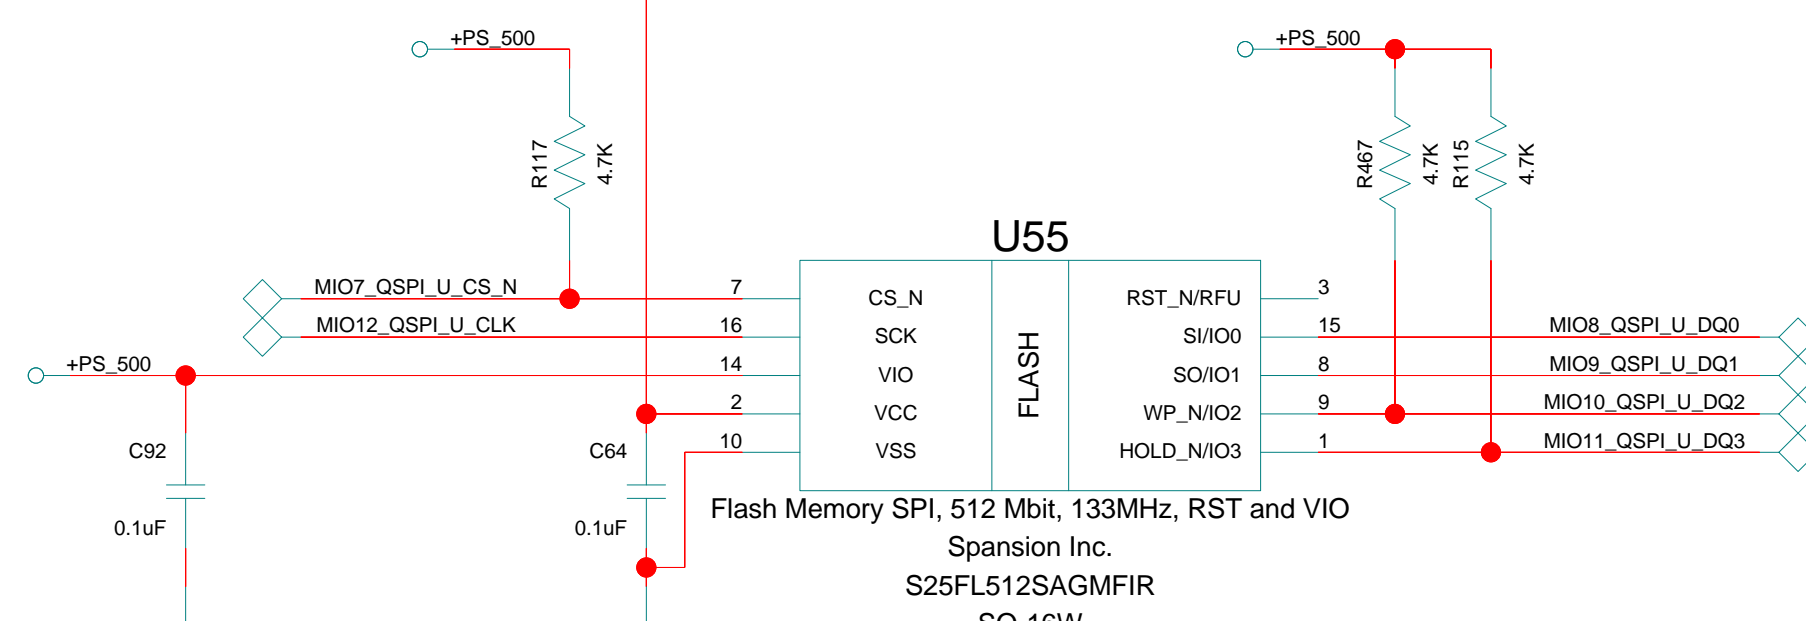 +PS_500
+PS_500
R117
4.7K
R467
4.7K
R115
4.7K
U55
MIO7_QSPI_U_CS_N
7
CS_N
RST_N/RFU
3
MIO12_QSPI_U_CLK
16
SCK
SI/IO0
15
MIO8_QSPI_U_DQ0
+PS_500
14
VIO
FLASH
SO/IO1
8
MIO9_QSPI_U_DQ1
2
VCC
WP_N/IO2
9
MIO10_QSPI_U_DQ2
C92
C64
10
VSS
HOLD_N/IO3
1
MIO11_QSPI_U_DQ3
0.1uF
0.1uF
Flash Memory SPI, 512 Mbit, 133MHz, RST and VIO
Spansion Inc.
S25FL512SAGMFIR
SO-16W